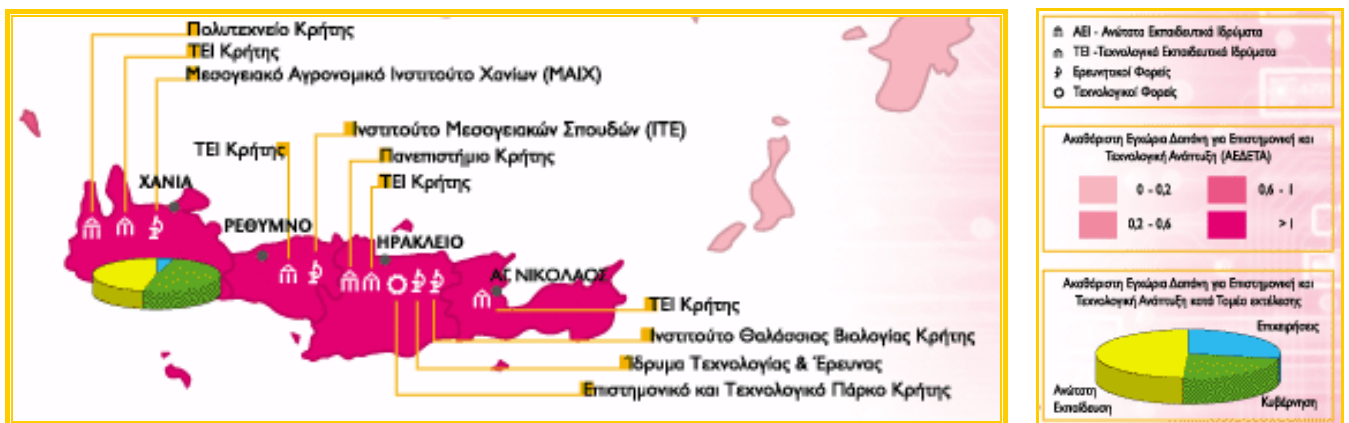 Πολυτεχνείο Κρήτης
ΤΕΙ Κρήτης
Μεσογειακό Αγρονομικό Ινστιτούτο Χανίων (ΜΑΙΧ)
Ινστιτούτο Μεσογειακών Σπουδών (ΙΤΕ)
ΤΕΙ Κρήτης
Πανεπιστήμιο Κρήτης
ΤΕΙ Κρήτης
ΧΑΝΙΑ
ΡΕΘΥΜΝΟ
ΗΡΑΚΛΕΙΟ
ΑΓ. ΝΙΚΟΛΑΟΣ
ΤΕΙ Κρήτης
Ινστιτούτο Θαλάσσιας Βιολογίας Κρήτης
Ίδρυμα Τεχνολογίας & Έρευνας
Επιστημονικό και Τεχνολογικό Πάρκο Κρήτης
ΑΕΙ - Ανώτατα Εκπαιδευτικά Ιδρύματα
ΤΕΙ -Τεχνολογικά Εκπαιδευτικά Ιδρύματα
Ερευνητικοί Φορείς
Τεχνολογικοί Φορείς
Ακαθάριστη Εγχώρια Δαπάνη για Επιστημονική και
Τεχνολογική Ανάπτυξη (ΑΕΔΕΤΑ)
0 - 0,2
0,6 - 1
0,2 - 0,6
> 1
Ακαθάριστη Εγχώρια Δαπάνη για Επιστημονική και
Τεχνολογική Ανάπτυξη κατά Τομέα εκτέλεσης
Επιχειρήσεις
Ανώτατη
Εκπαίδευση
Κυβέρνηση